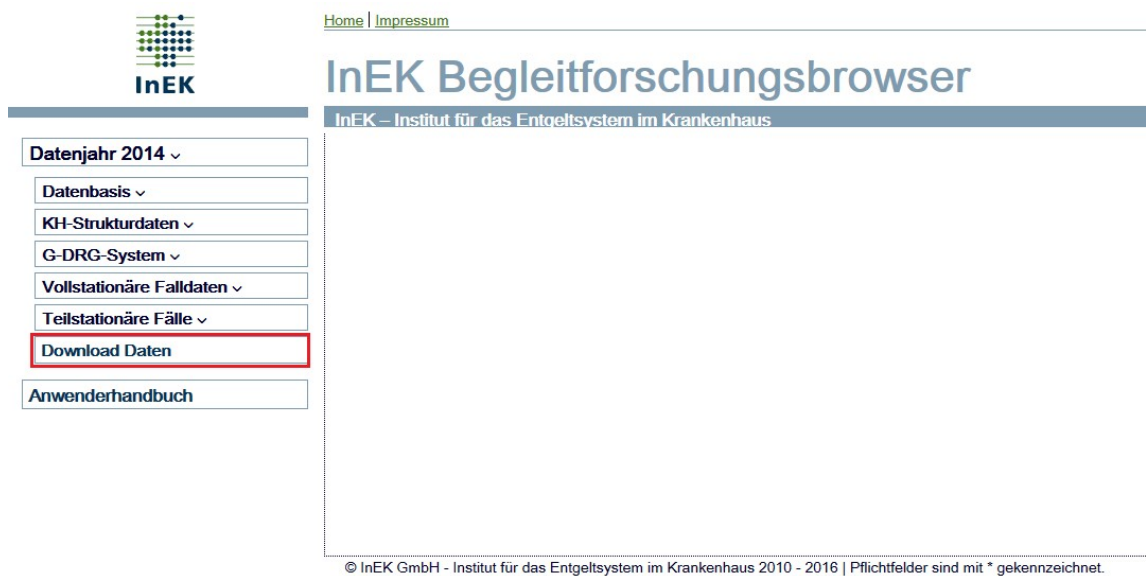 InEK
Home | Impressum
InEK Begleitforschungsbrowser
InEK – Institut für das Entgeltsystem im Krankenhaus
Datenjahr 2014
Datenbasis
KH-Strukturdaten
G-DRG-System
Vollstationäre Falldaten
Teilstationäre Fälle
Download Daten
Anwenderhandbuch
© InEK GmbH - Institut für das Entgeltsystem im Krankenhaus 2010 - 2016 | Pflichtfelder sind mit * gekennzeichnet.